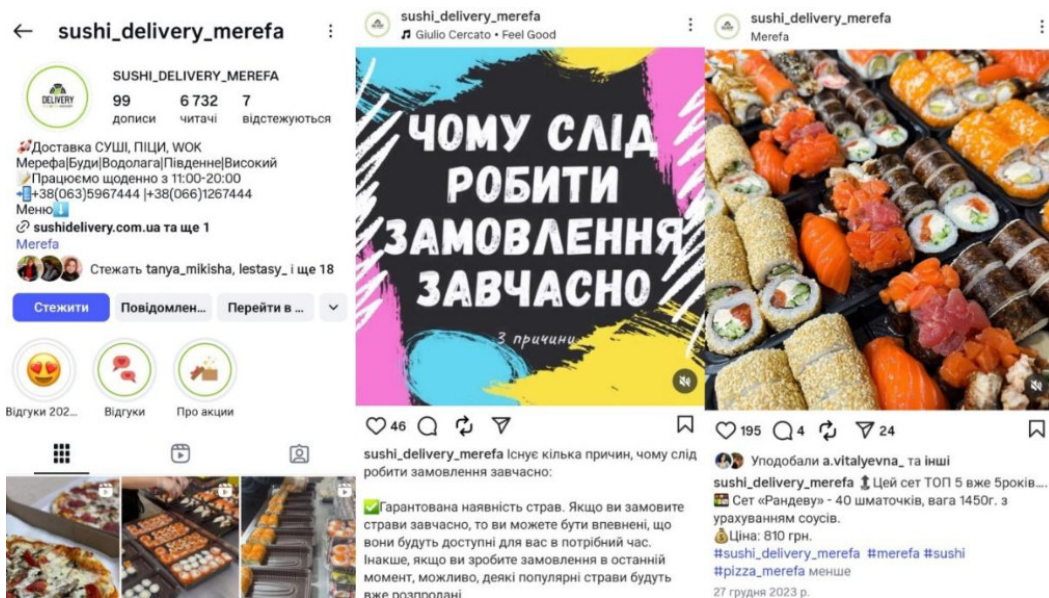 sushi_delivery_merefa
DELIVERY
SUSHI_DELIVERY_MEREFA
99 6 732 7
дописи читачі відстежуються
Доставка СУШІ, ПІЦИ, WOK
Мерефа|Буди|Водолага|Південне|Високий
Працюємо щоденно з 11:00-20:00
+38(063)5967444 |+38(066)1267444
Меню
sushidelivery.com.ua та ще 1
Merefa
Стежать tanya_mikisha, lestasy_ і ще 18
Стежити Повідомлен... Перейти в ...
Відгуки 202... Відгуки Про акции
sushi_delivery_merefa
Giulio Cercato • Feel Good
ЧОМУ СЛІД
РОБИТИ
ЗАМОВЛЕННЯ
ЗАВЧАСНО
3 причини
46
sushi_delivery_merefa Існує кілька причин, чому слід
робити замовлення завчасно:
Гарантована наявність страв. Якщо ви замовите
страви завчасно, то ви можете бути впевнені, що
вони будуть доступні для вас в потрібний час.
Інакше, якщо ви зробите замовлення в останній
момент, можливо, деякі популярні страви будуть
вже розпродані
sushi_delivery_merefa
Merefa
195 4 24
Уподобали a.vitalyevna_ та інші
sushi_delivery_merefa Цей сет ТОП 5 вже 5років....
Сет «Рандеву» - 40 шматочків, вага 1450г. з
урахуванням соусів.
Ціна: 810 грн.
#sushi_delivery_merefa #merefa #sushi
#pizza_merefa менше
27 грудня 2023 р.